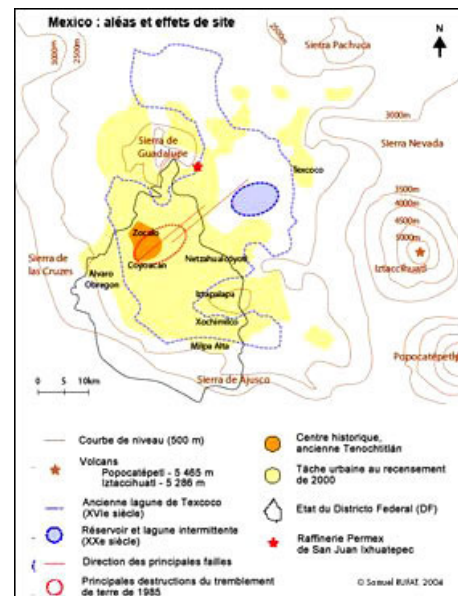 Mexico : aléas et effets de site
N
3000m
2500m
2500m
Sierra Pachuca
3000m
Sierra de
Guadalupe
Sierra Nevada
Texcoco
3500m
4000m
4500m
5000m
Zocalo
Iztaccihuatl
Sierra de
las Cruzes
Coyoacán
Netzahualcóyotl
Alvaro
Obregon
Iztapalapa
Xochimilco
Milpa Alta
Popocatépetl
0 5 10km
Sierra de Ajusco
Courbe de niveau (500 m)
Volcans
Popocatépetl - 5 465 m
Iztaccihuatl - 5 286 m
Ancienne lagune de Texcoco
(XVIe siècle)
Réservoir et lagune intermittente
(XXe siècle)
Direction des principales failles
Principales destructions du tremblement
de terre de 1985
Centre historique,
ancienne Tenochtitlán
Tâche urbaine au recensement
de 2000
Etat du Districto Federal (DF)
Raffinerie Permex
de San Juan Ixhuatepec
© Samuel RUFAT, 2004